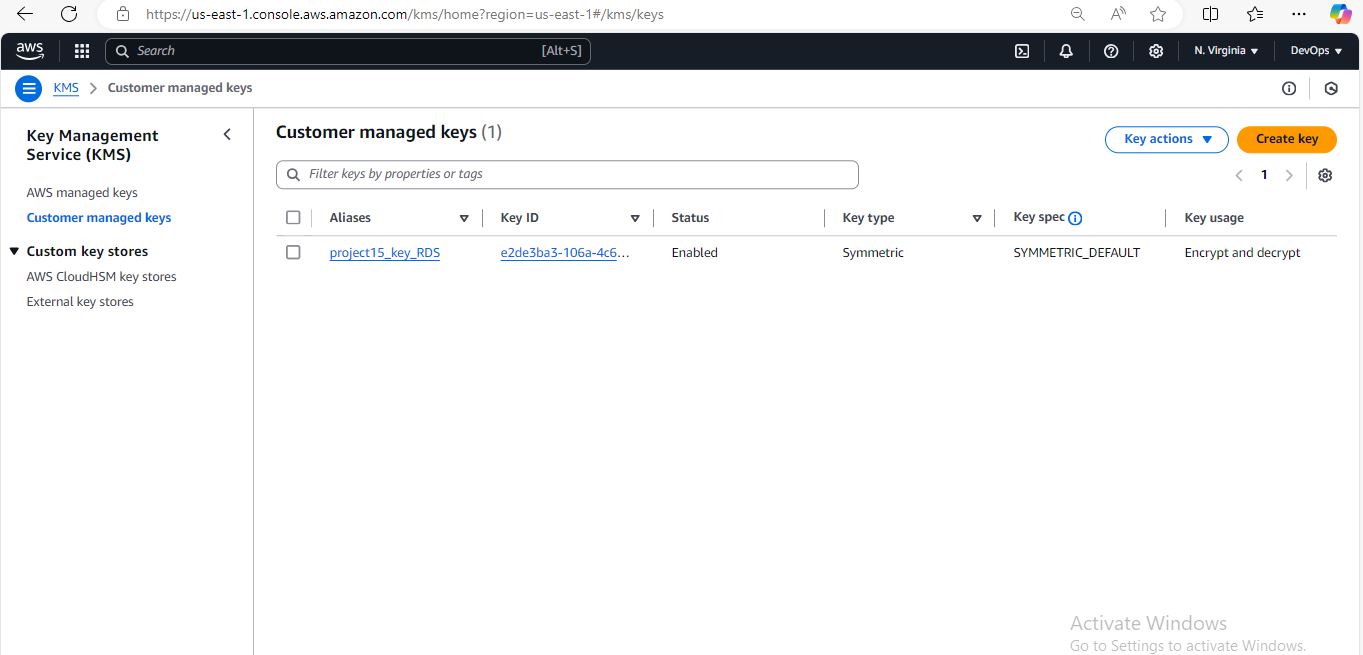 https://us-east-1.console.aws.amazon.com/kms/home?region=us-east-1#/kms/keys
aws
Search
[Alt+S]
N. Virginia
DevOps
KMS
Customer managed keys
Key Management
Service (KMS)
AWS managed keys
Customer managed keys
Custom key stores
AWS CloudHSM key stores
External key stores
Customer managed keys (1)
Key actions
Create key
Filter keys by properties or tags
1
Aliases Key ID Status Key type Key spec Key usage
project15_key_RDS e2de3ba3-106a-4c6... Enabled Symmetric SYMMETRIC_DEFAULT Encrypt and decrypt
Activate Windows
Go to Settings to activate Windows.